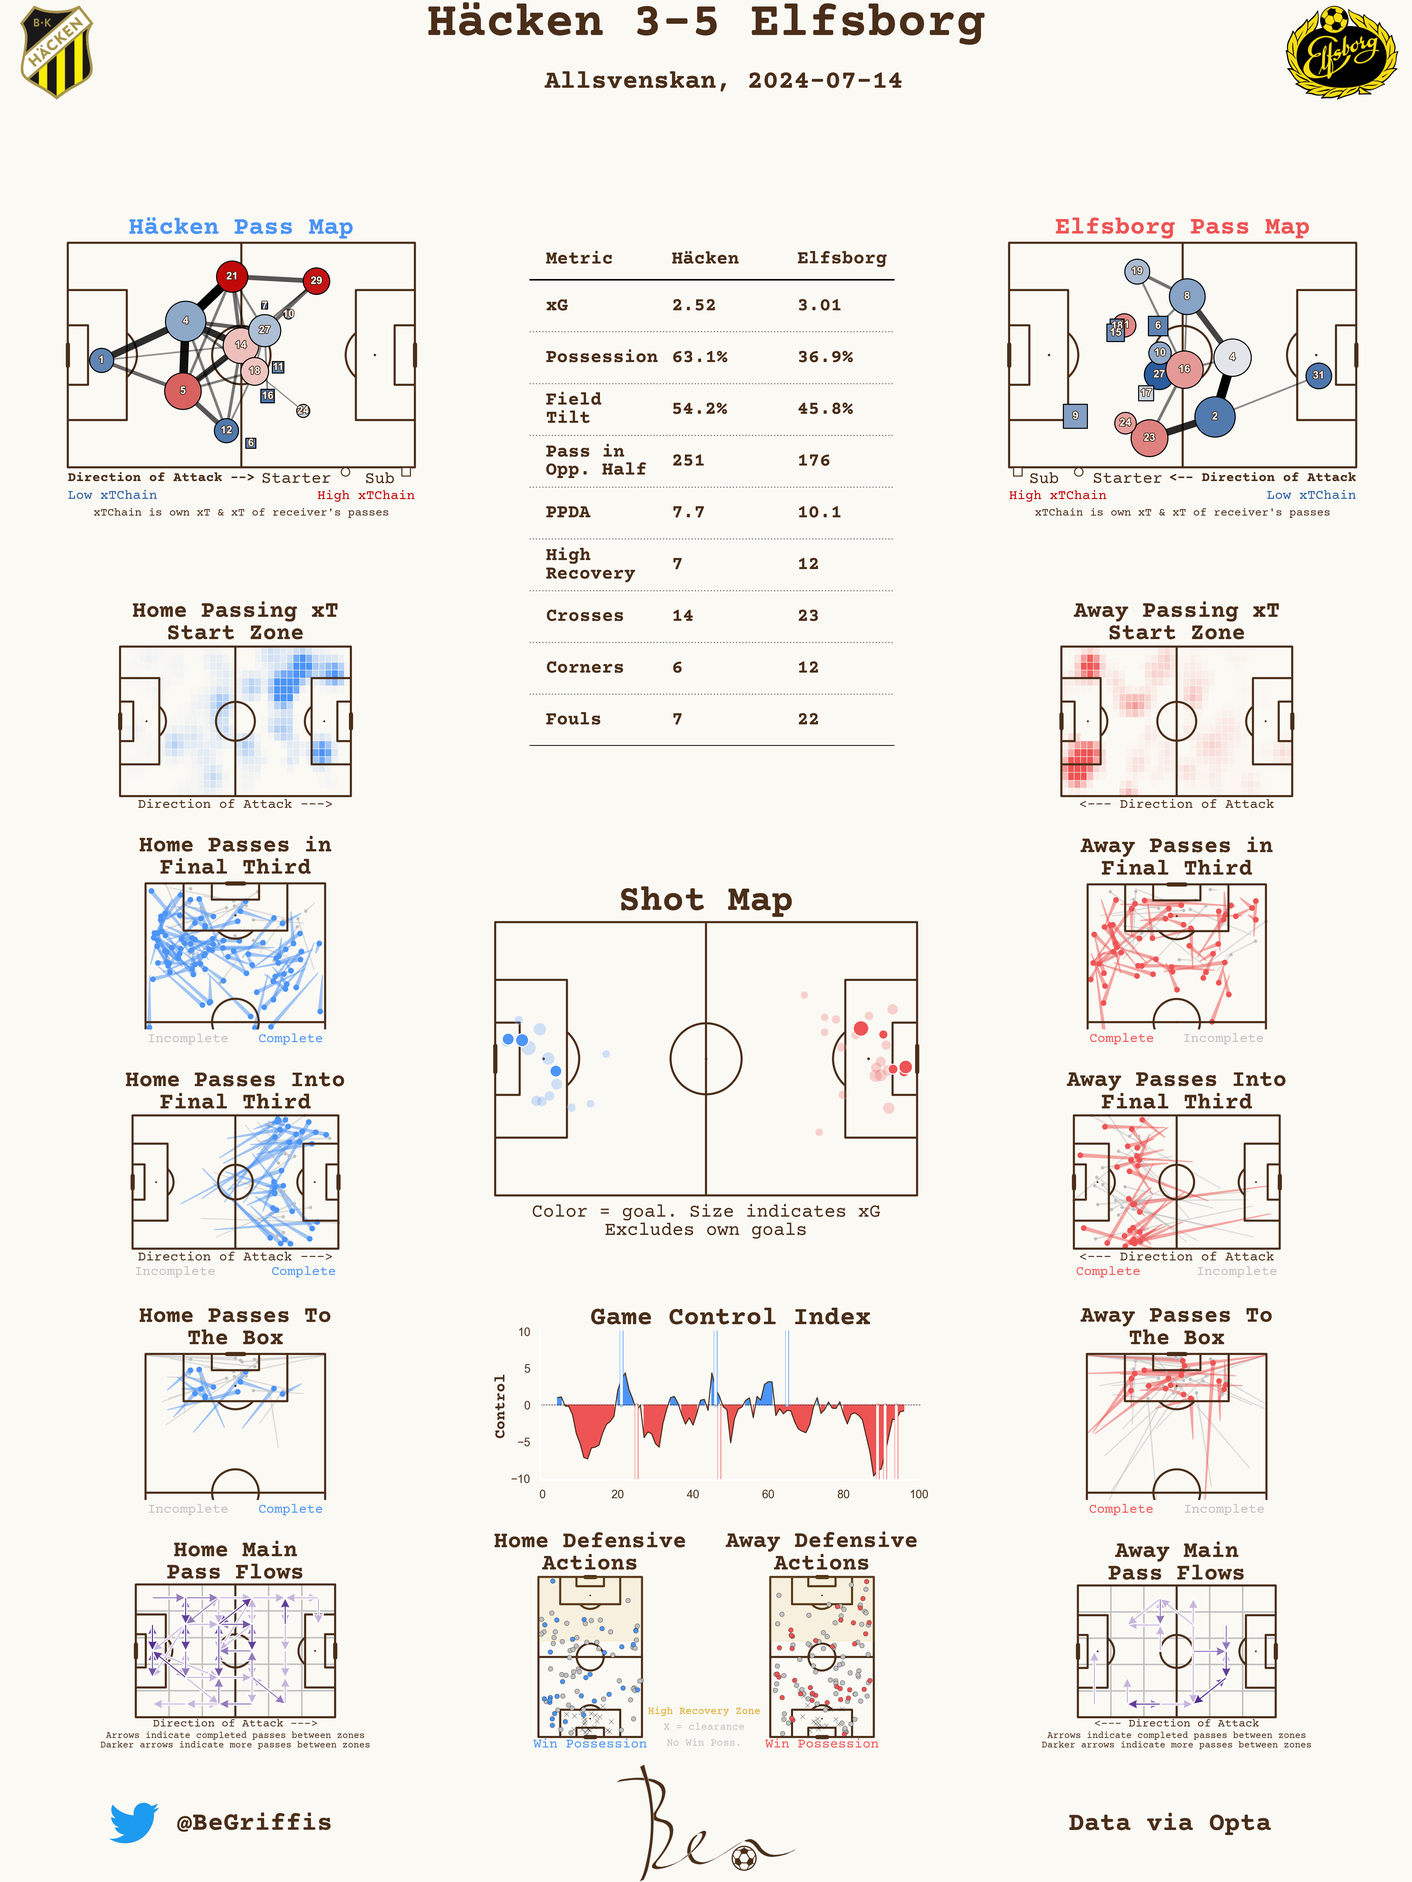 Häcken 3-5 Elfsborg
Allsvenskan, 2024-07-14
B·K
HÄCKEN
Elfsborg
Häcken Pass Map
21
29
7
10
4
27
14
1
18
11
5
16
24
12
6
Direction of Attack --> Starter Sub
Low xTChain High xTChain
xTChain is own xT & xT of receiver's passes
Metric Häcken Elfsborg
xG 2.52 3.01
Possession 63.1% 36.9%
Field
Tilt 54.2% 45.8%
Pass in
Opp. Half 251 176
PPDA 7.7 10.1
High
Recovery 7 12
Crosses 14 23
Corners 6 12
Fouls 7 22
Elfsborg Pass Map
19
8
6
15
10
4
16
27
31
17
9
2
24
23
Sub Starter <-- Direction of Attack
High xTChain Low xTChain
xTChain is own xT & xT of receiver's passes
Home Passing xT
Start Zone
Direction of Attack --->
Away Passing xT
Start Zone
<--- Direction of Attack
Home Passes in
Final Third
Incomplete Complete
Away Passes in
Final Third
Complete Incomplete
Shot Map
Color = goal. Size indicates xG
Excludes own goals
Home Passes Into
Final Third
Direction of Attack --->
Incomplete Complete
Away Passes Into
Final Third
<--- Direction of Attack
Complete Incomplete
Home Passes To
The Box
Incomplete Complete
Game Control Index
Control
10
5
0
−5
−10
0 20 40 60 80 100
Away Passes To
The Box
Complete Incomplete
Home Main
Pass Flows
Direction of Attack --->
Arrows indicate completed passes between zones
Darker arrows indicate more passes between zones
Home Defensive
Actions
Win Possession
Away Defensive
Actions
Win Possession
High Recovery Zone
X = clearance
No Win Poss.
Away Main
Pass Flows
<--- Direction of Attack
Arrows indicate completed passes between zones
Darker arrows indicate more passes between zones
@BeGriffis
Ben
Data via Opta